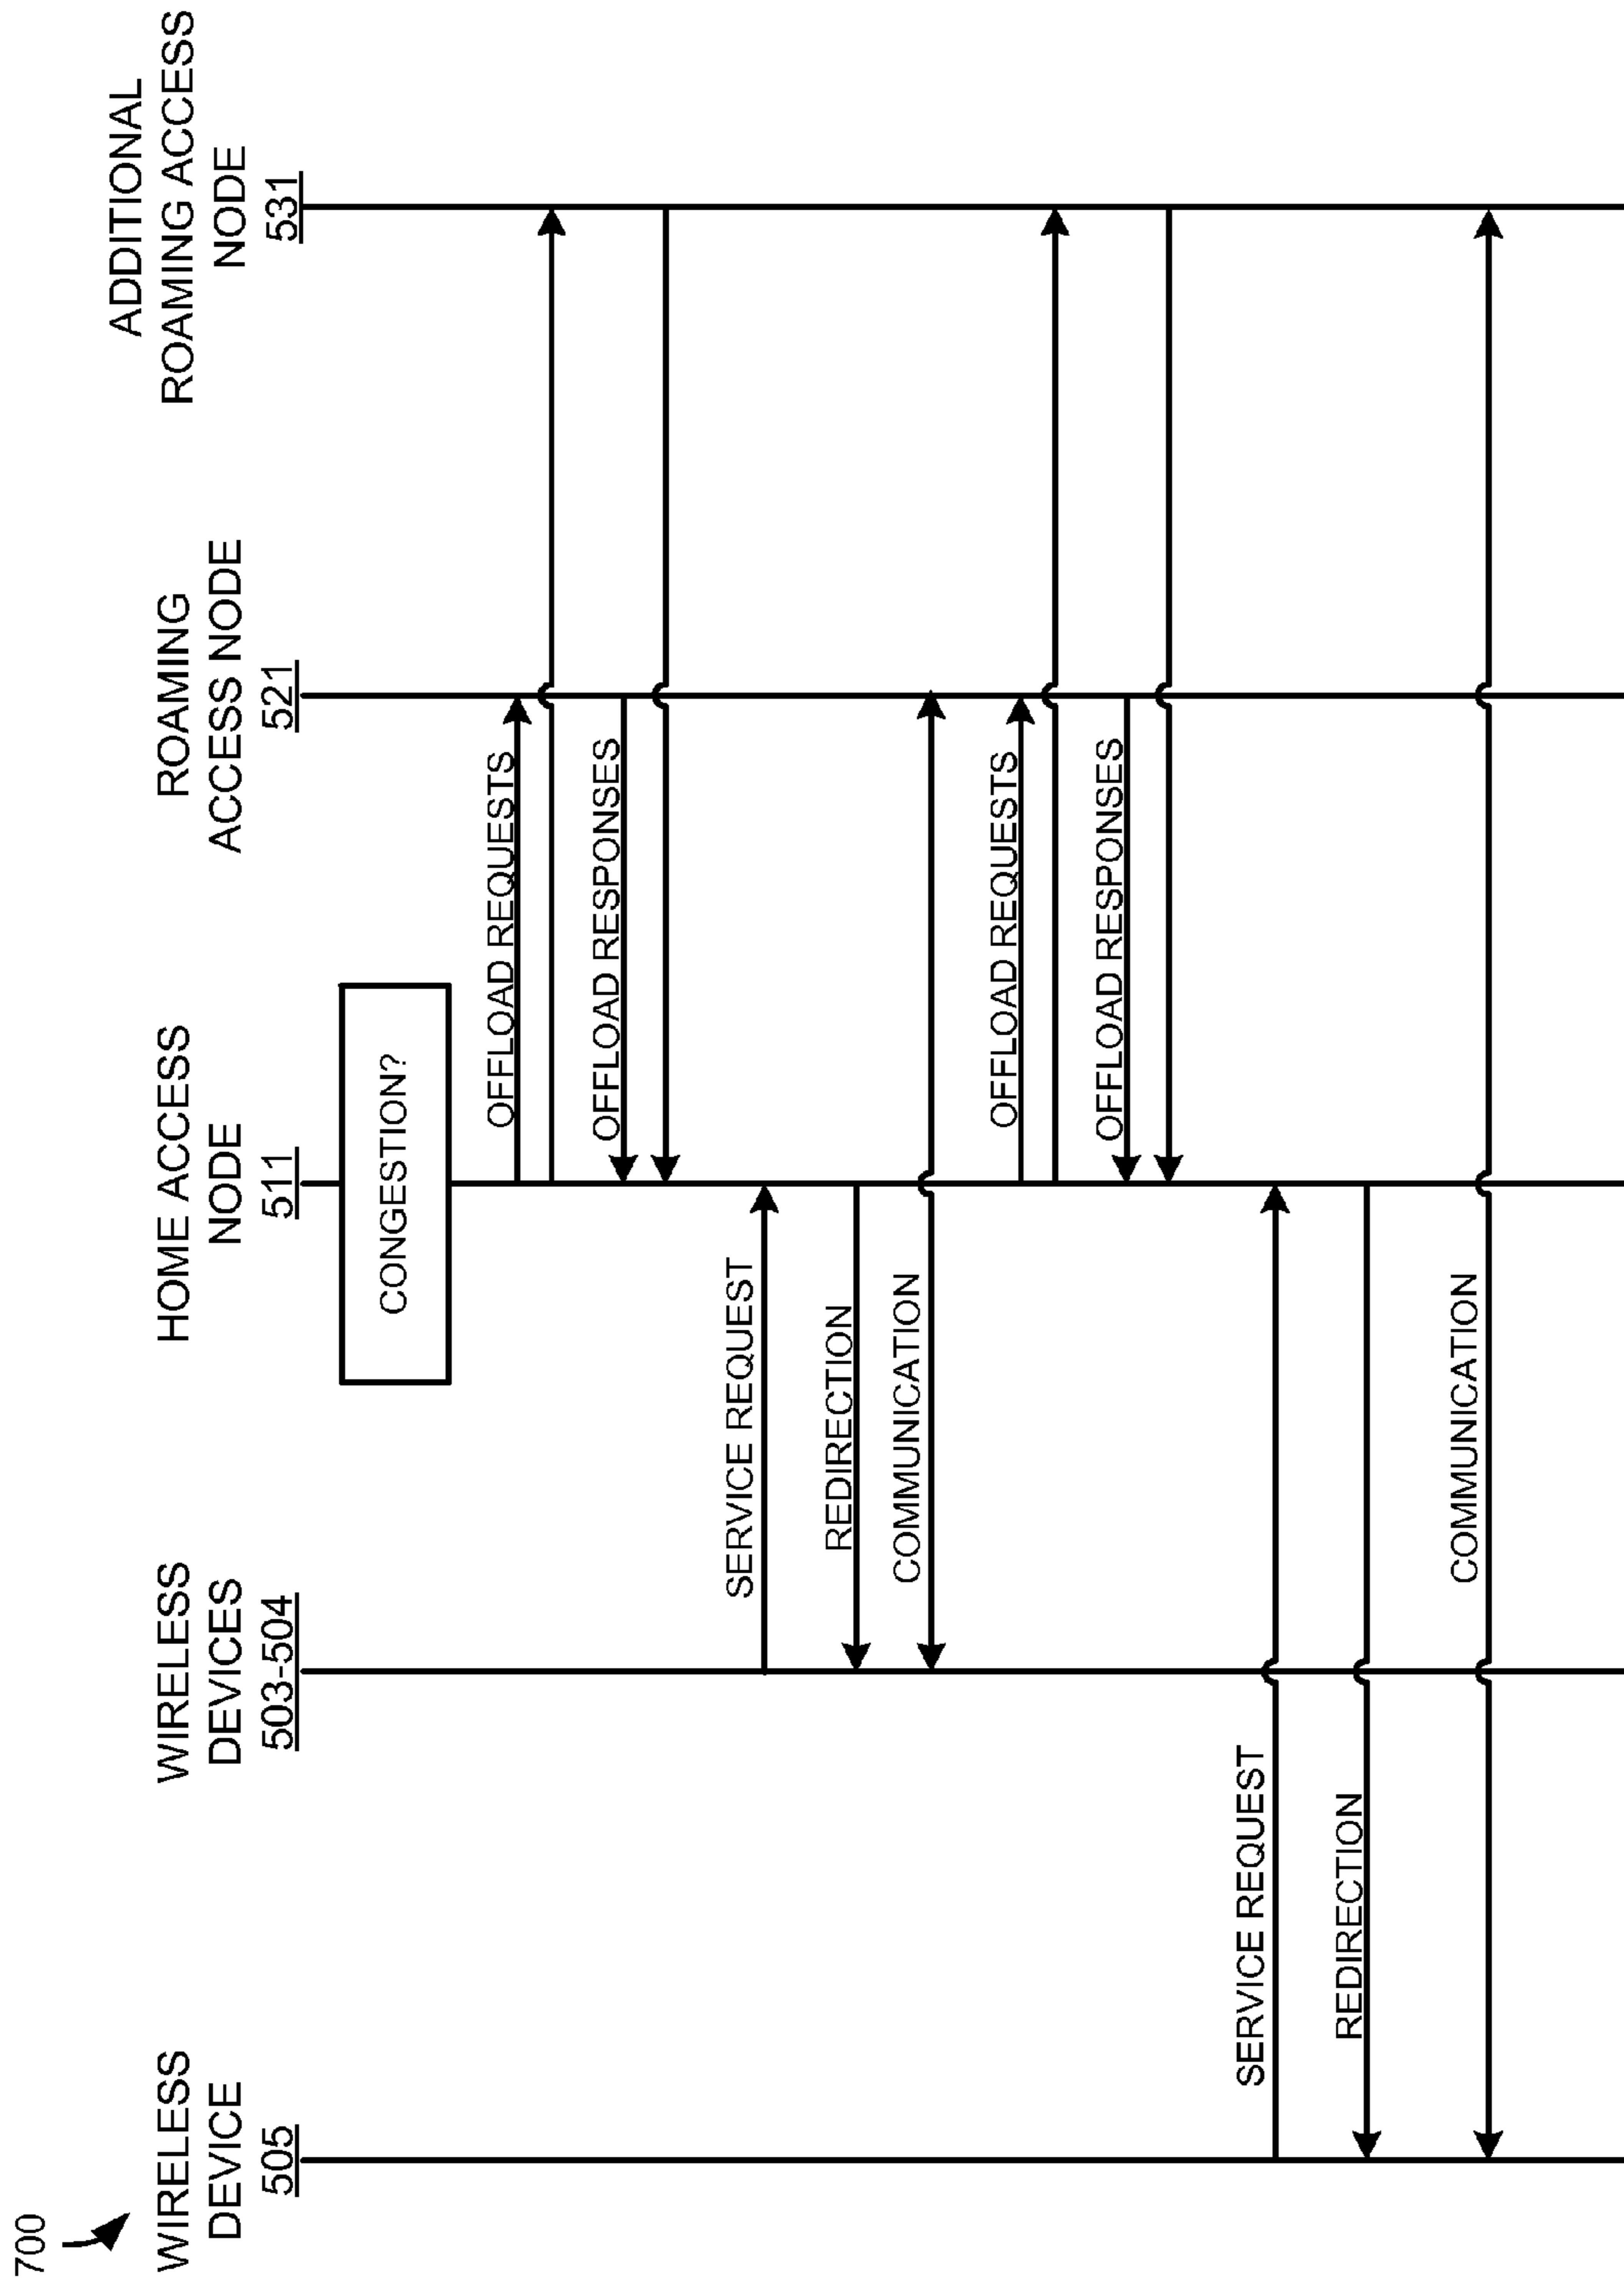 700
WIRELESS
DEVICE
505
WIRELESS
DEVICES
503-504
HOME ACCESS
NODE
511
ROAMING
ACCESS NODE
521
ADDITIONAL
ROAMING ACCESS
NODE
531
CONGESTION?
OFFLOAD REQUESTS
OFFLOAD RESPONSES
SERVICE REQUEST
REDIRECTION
COMMUNICATION
OFFLOAD REQUESTS
OFFLOAD RESPONSES
SERVICE REQUEST
REDIRECTION
COMMUNICATION